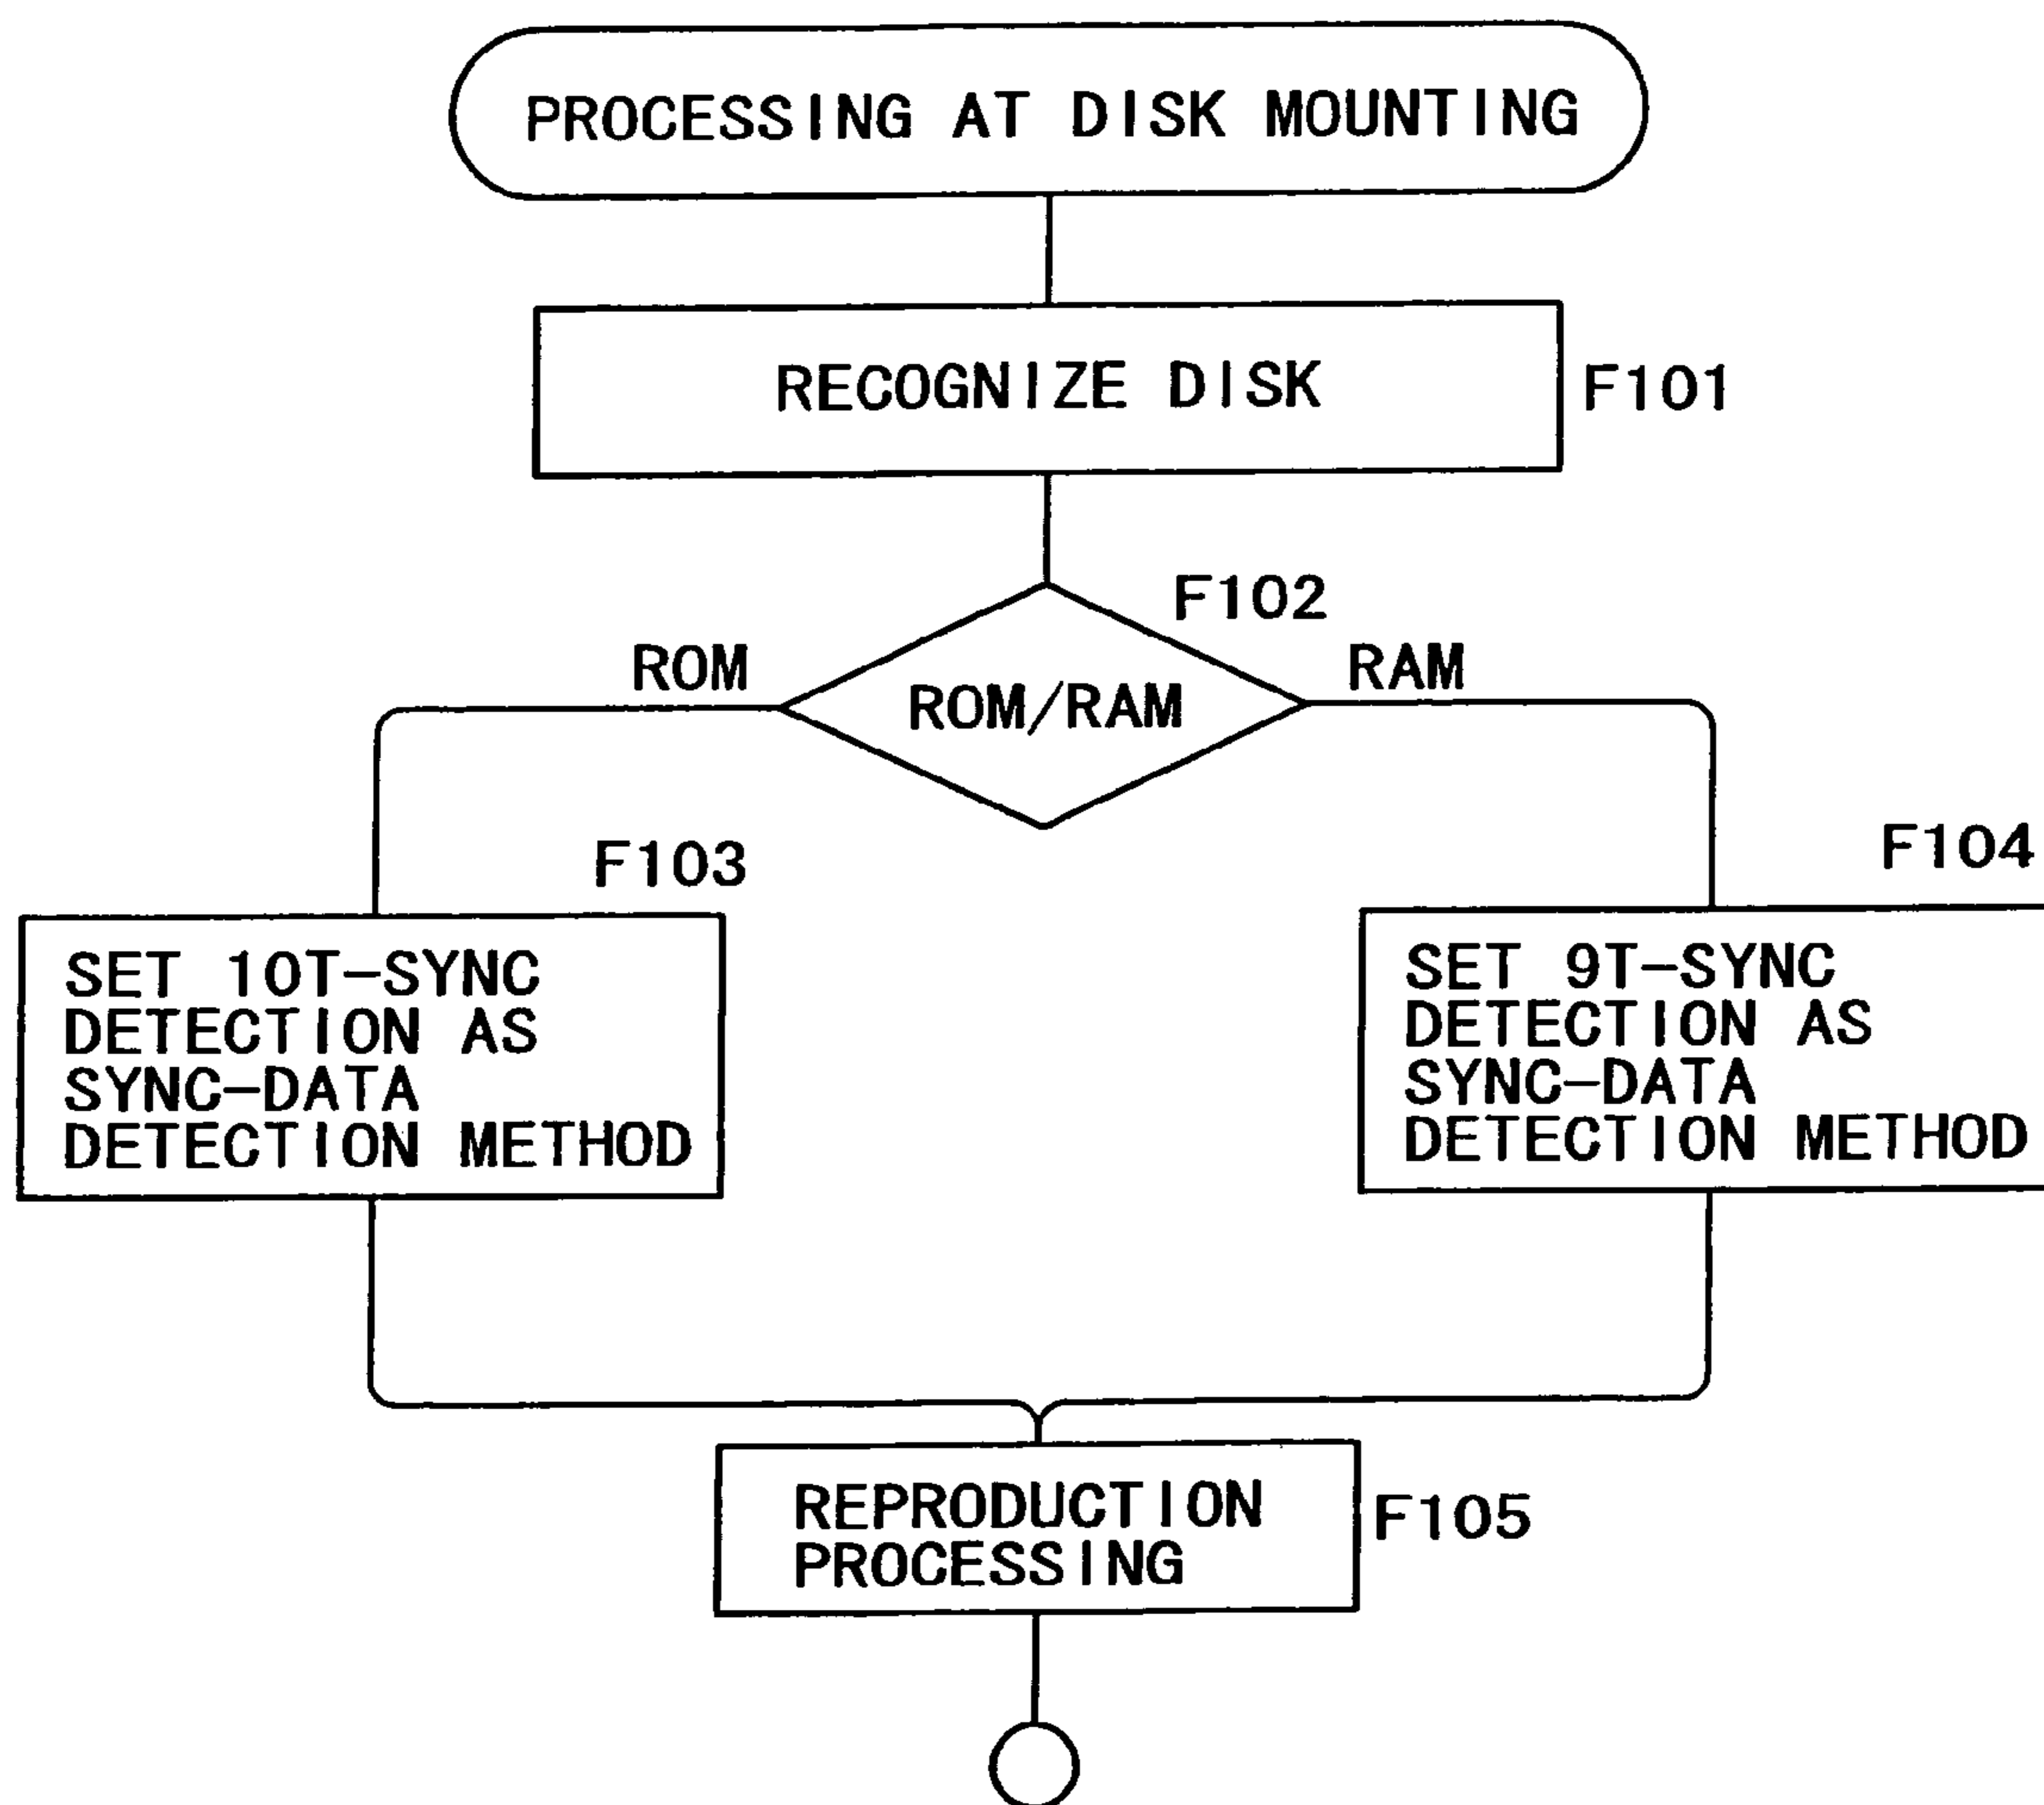 PROCESSING AT DISK MOUNTING
RECOGNIZE DISK
F101
F102
ROM
ROM/RAM
RAM
F103
F104
SET 10T-SYNC
DETECTION AS
SYNC-DATA
DETECTION METHOD
SET 9T-SYNC
DETECTION AS
SYNC-DATA
DETECTION METHOD
REPRODUCTION
PROCESSING
F105